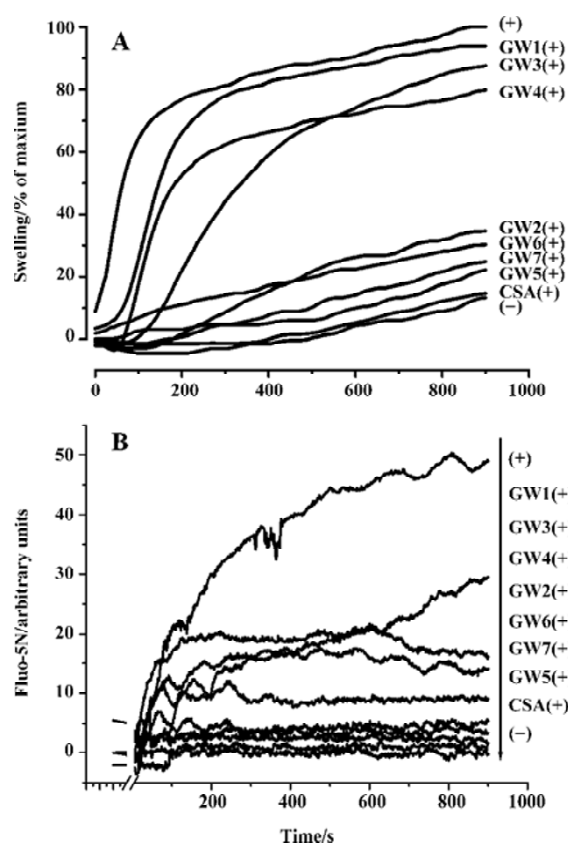 A
100
80
60
40
20
0
Swelling/% of maxium
(+)
GW1(+)
GW3(+)
GW4(+)
GW2(+)
GW6(+)
GW7(+)
GW5(+)
CSA(+)
(−)
0 200 400 600 800 1000
B
50
40
30
20
10
0
Fluo-5N/arbitrary units
(+)
GW1(+
GW3(+
GW4(+
GW2(+
GW6(+
GW7(+
GW5(+
CSA(+)
(−)
200 400 600 800 1000
Time/s